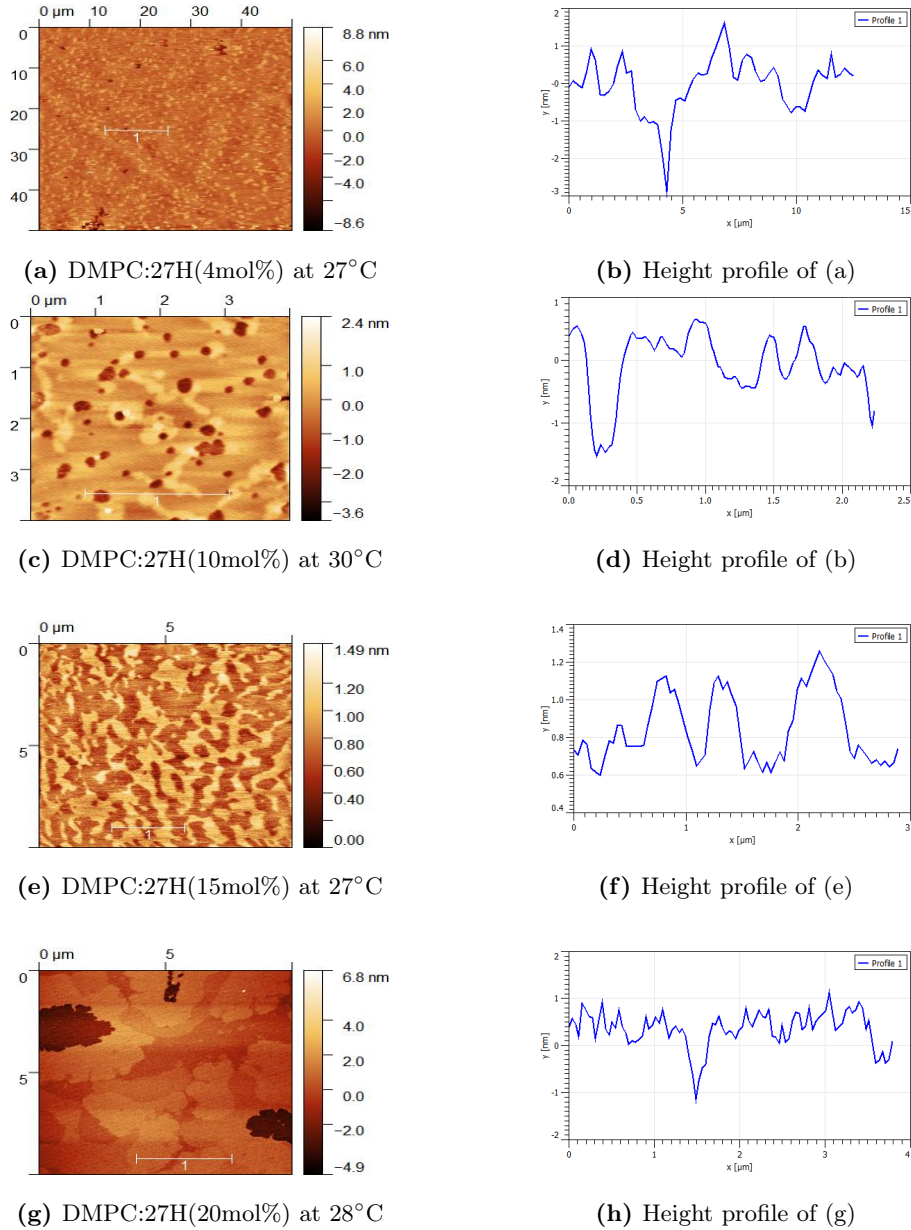 0 µm 10 20 30 40
0
10
20
30
40
1
8.8 nm
6.0
4.0
2.0
0.0
-2.0
-4.0
-8.6
Profile 1
2
1
-0
-1
-2
-3
y [nm]
0 5 10 15
x [µm]
(a) DMPC:27H(4mol%) at 27°C
(b) Height profile of (a)
0 µm 1 2 3
0
1
2
3
1
2.4 nm
1.0
0.0
-1.0
-2.0
-3.6
Profile 1
1
0
-1
-2
y [nm]
0.0 0.5 1.0 1.5 2.0 2.5
x [µm]
(c) DMPC:27H(10mol%) at 30°C
(d) Height profile of (b)
0 µm 5
0
5
1
1.49 nm
1.20
1.00
0.80
0.60
0.40
0.00
Profile 1
1.4
1.2
1.0
0.8
0.6
0.4
y [nm]
0 1 2 3
x [µm]
(e) DMPC:27H(15mol%) at 27°C
(f) Height profile of (e)
0 µm 5
0
5
1
6.8 nm
4.0
2.0
0.0
-2.0
-4.9
Profile 1
2
1
0
-1
-2
y [nm]
0 1 2 3 4
x [µm]
(g) DMPC:27H(20mol%) at 28°C
(h) Height profile of (g)